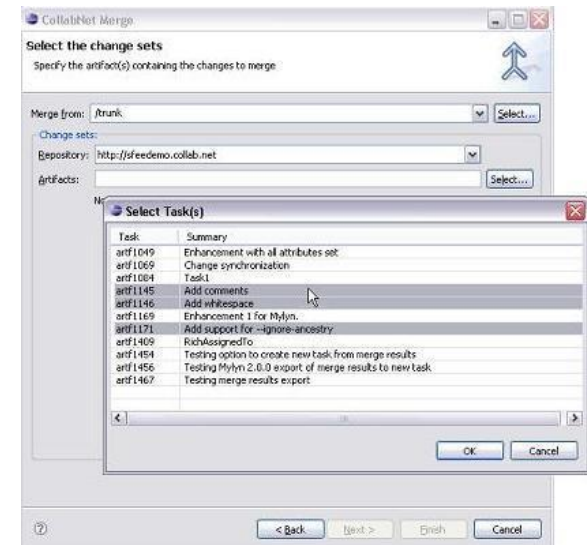 CollabNet Merge
Select the change sets
Specify the artifact(s) containing the changes to merge
Merge from: /trunk Select...
Change sets:
Repository: http://sfeedemo.collab.net
Artifacts: Select...
Select Task(s)
Task Summary
artf1049 Enhancement with all attributes set
artf1069 Change synchronization
artf1084 Task1
artf1145 Add comments
artf1146 Add whitespace
artf1169 Enhancement 1 for Mylyn.
artf1171 Add support for --ignore-ancestry
artf1409 RichAssignedTo
artf1454 Testing option to create new task from merge results
artf1456 Testing Mylyn 2.0.0 export of merge results to new task
artf1467 Testing merge results export
OK Cancel
< Back Next > Finish Cancel